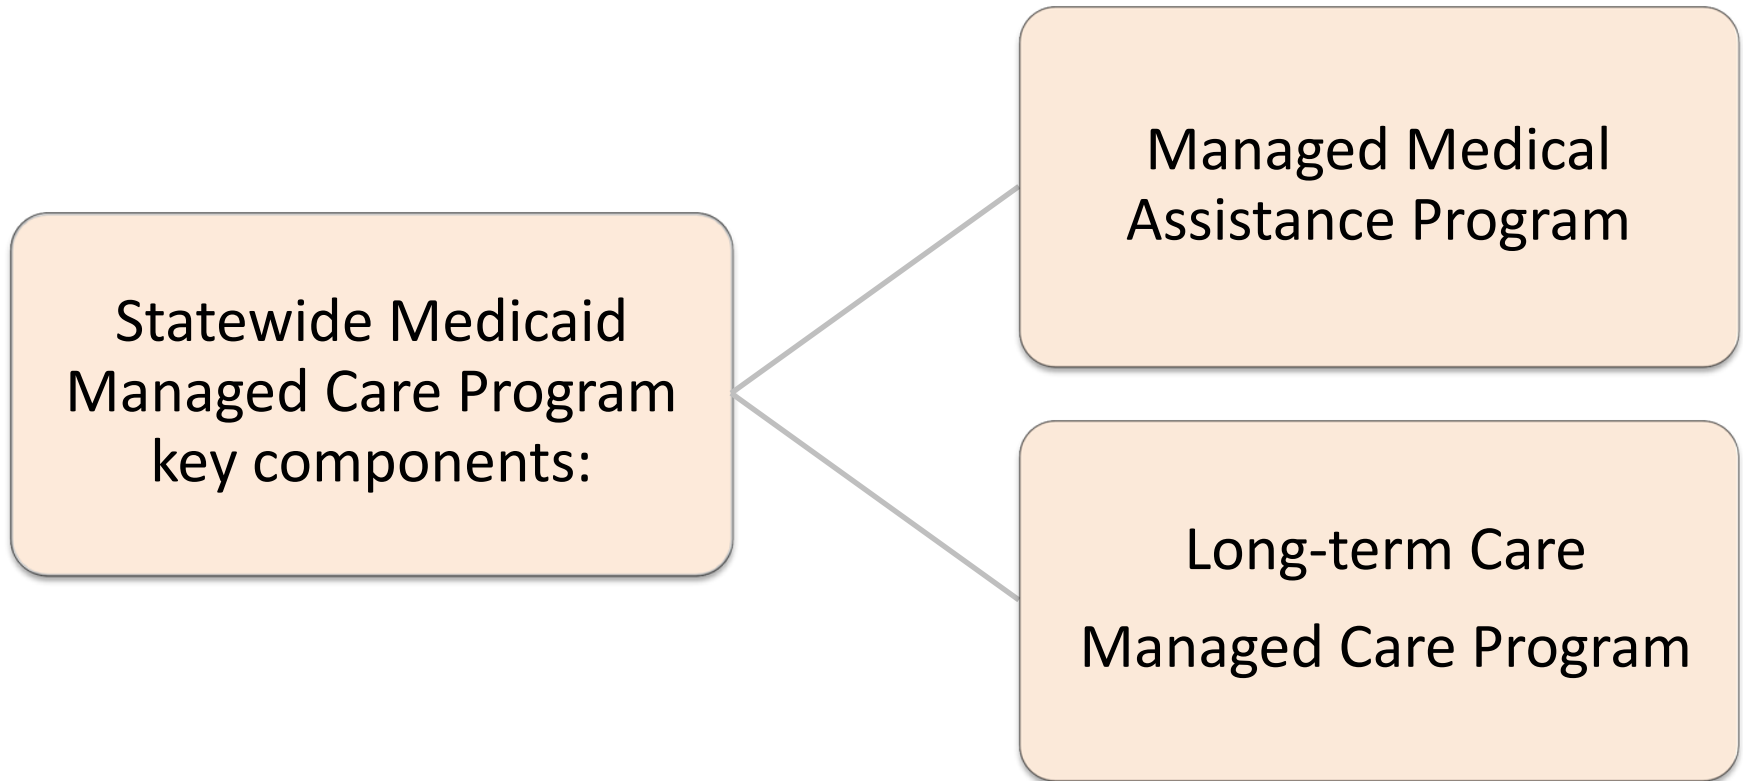 Statewide Medicaid
Managed Care Program
key components:
Managed Medical
Assistance Program
Long-term Care
Managed Care Program